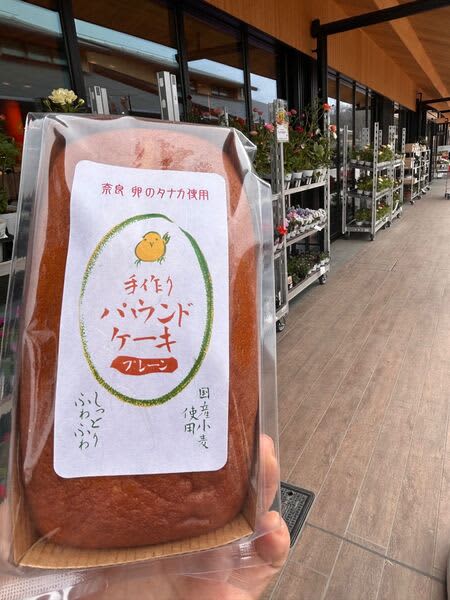 奈良 卵のタナカ使用
手作り
パウンド
ケーキ
プレーン
国産小麦
使用
しっとり
ふわふわ